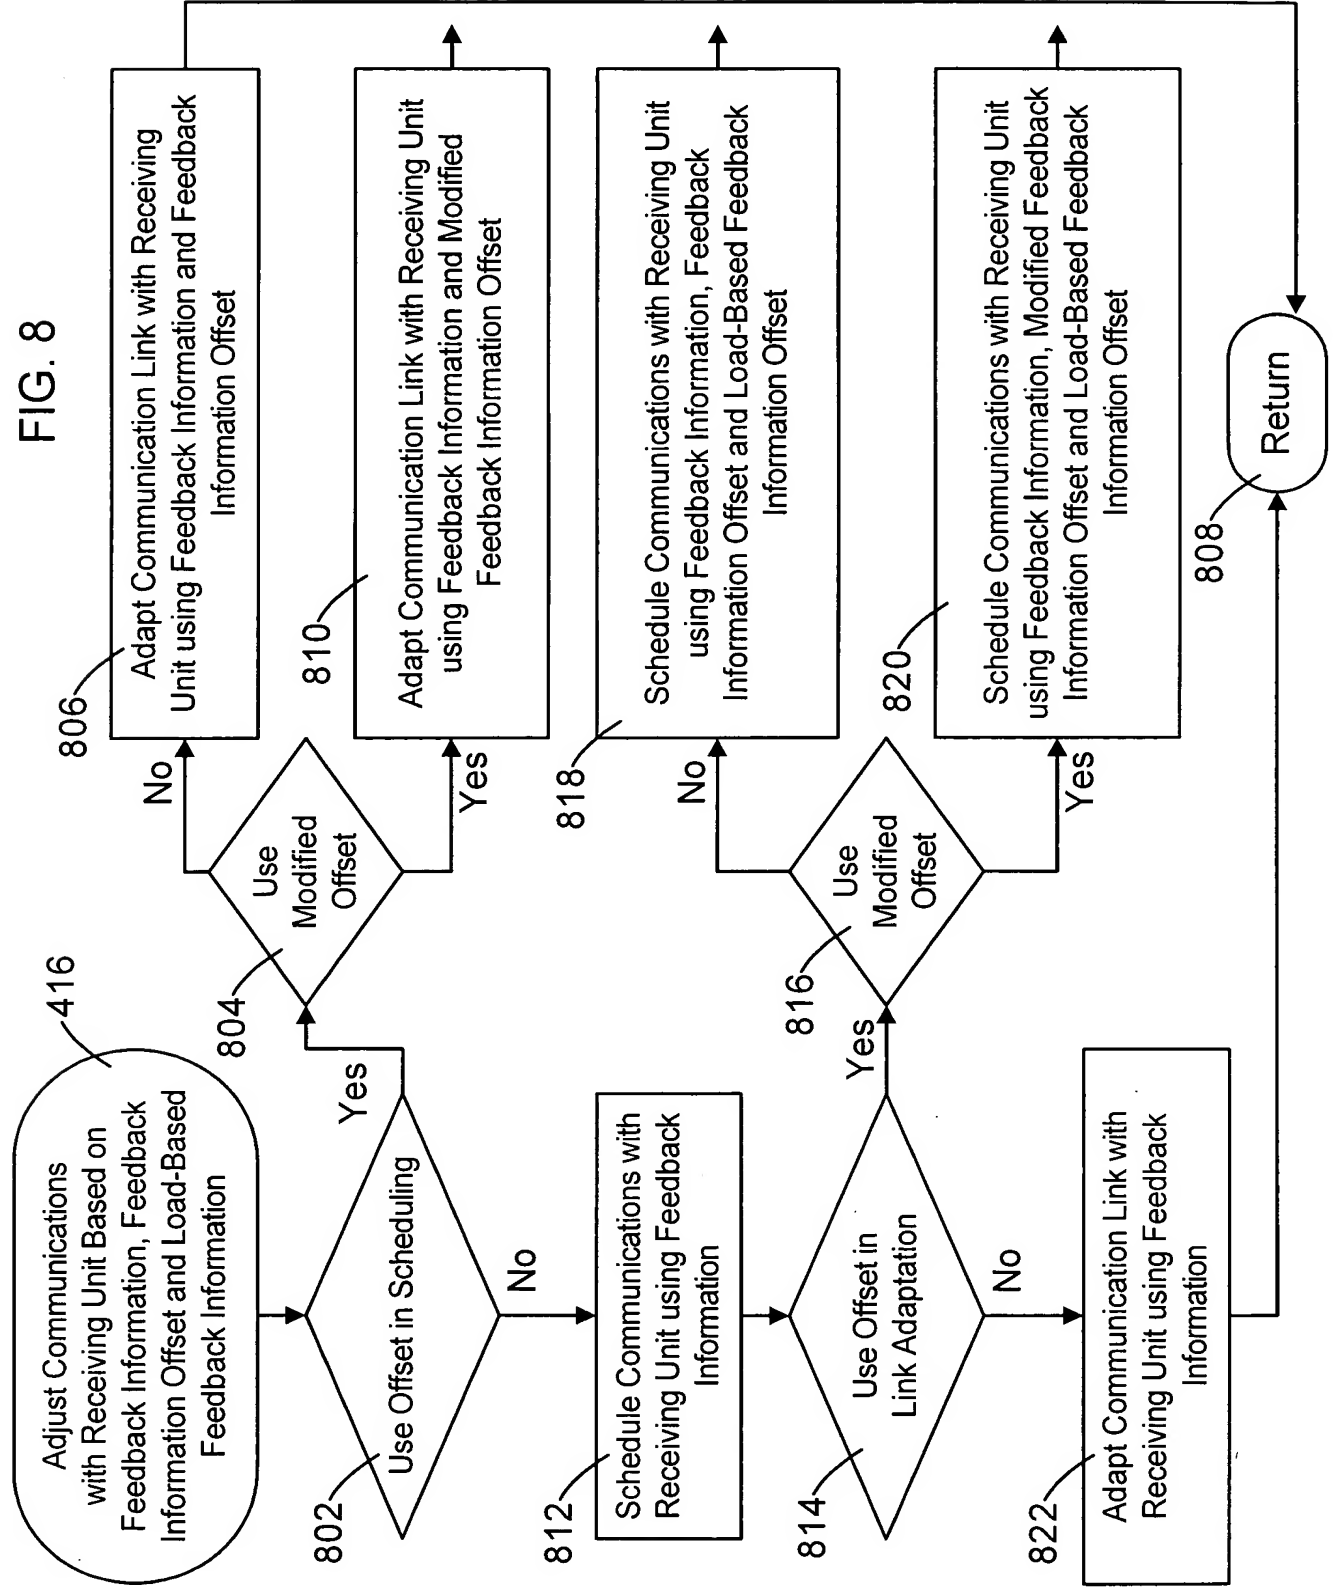 FIG. 8
416
Adjust Communications
with Receiving Unit Based on
Feedback Information, Feedback
Information Offset and Load-Based
Feedback Information
802
Use Offset in Scheduling
Yes
No
804
Use
Modified
Offset
No
Yes
806
Adapt Communication Link with Receiving
Unit using Feedback Information and Feedback
Information Offset
810
Adapt Communication Link with Receiving Unit
using Feedback Information and Modified
Feedback Information Offset
812
Schedule Communications with
Receiving Unit using Feedback
Information
814
Use Offset in
Link Adaptation
Yes
No
816
Use
Modified
Offset
No
Yes
818
Schedule Communications with Receiving Unit
using Feedback Information, Feedback
Information Offset and Load-Based Feedback
Information Offset
820
Schedule Communications with Receiving Unit
using Feedback Information, Modified Feedback
Information Offset and Load-Based Feedback
Information Offset
822
Adapt Communication Link with
Receiving Unit using Feedback
Information
808
Return